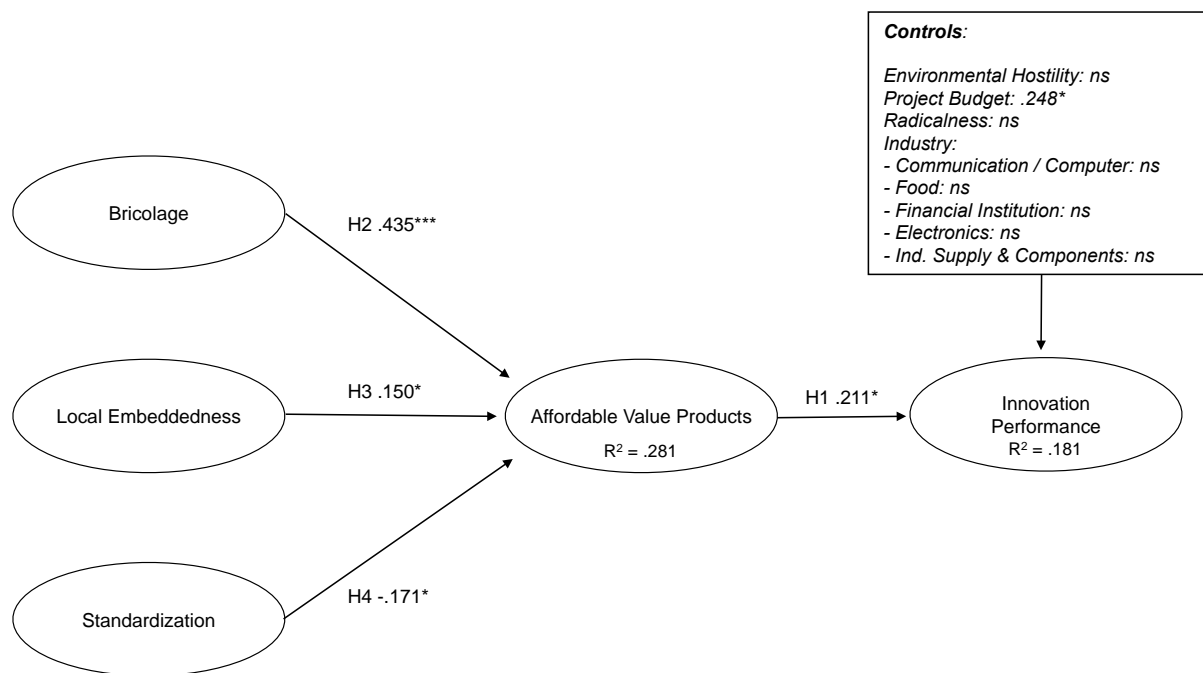 Controls:
Environmental Hostility: ns
Project Budget: .248*
Radicalness: ns
Industry:
- Communication / Computer: ns
- Food: ns
- Financial Institution: ns
- Electronics: ns
- Ind. Supply & Components: ns
Bricolage
H2 .435***
Local Embeddedness
H3 .150*
Affordable Value Products
R² = .281
H1 .211*
Innovation
Performance
R² = .181
H4 -.171*
Standardization